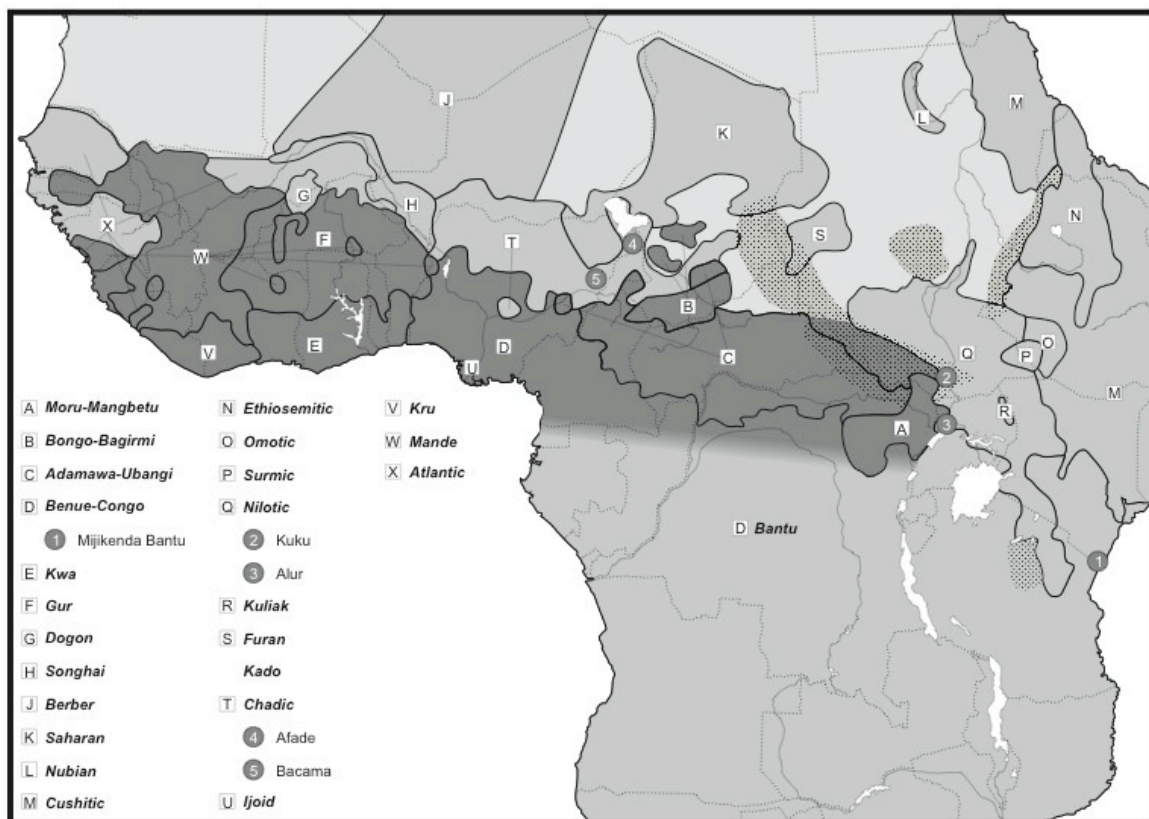 J
K
L
M
G
H
N
X
F
T
4
S
W
5
B
V
E
D
C
Q
P
O
U
2
M
R
A
3
D Bantu
1
A Moru-Mangbetu
B Bongo-Bagirmi
C Adamawa-Ubangi
D Benue-Congo
1 Mijikenda Bantu
E Kwa
F Gur
G Dogon
H Songhai
J Berber
K Saharan
L Nubian
M Cushitic
N Ethiosemitic
O Omotic
P Surmic
Q Nilotic
2 Kuku
3 Alur
R Kuliak
S Furan
Kado
T Chadic
4 Afade
5 Bacama
U Ijoid
V Kru
W Mande
X Atlantic